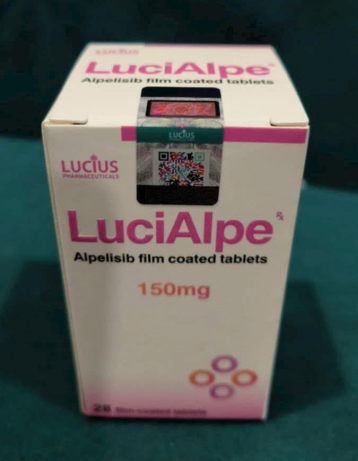 LUCIUS
LuciAlpe
Alpelisib film coated tablets
LUCIUS
LUCIUS
PHARMACEUTICALS
LuciAlpe
Rx
Alpelisib film coated tablets
150mg
28 film-coated tablets